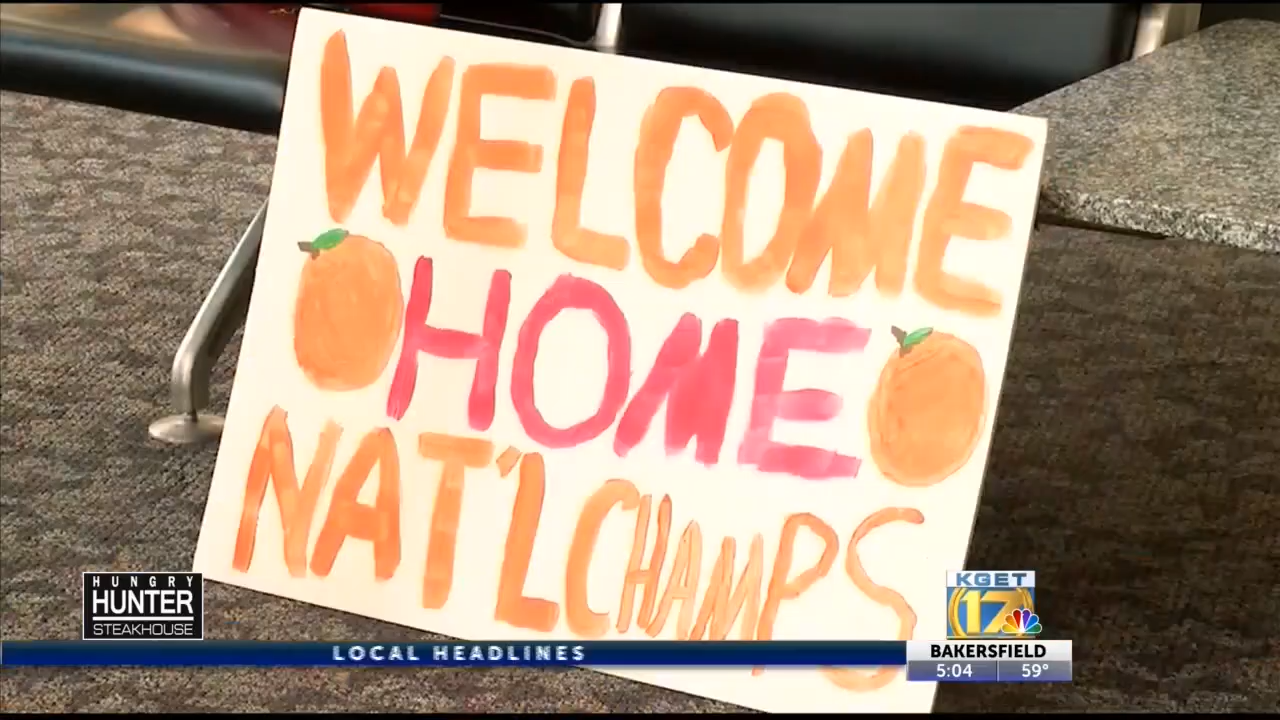 WELCOME
HOME
NAT'L CHAMPS
HUNGRY
HUNTER
STEAKHOUSE
LOCAL HEADLINES
KGET
17
BAKERSFIELD
5:04 59°